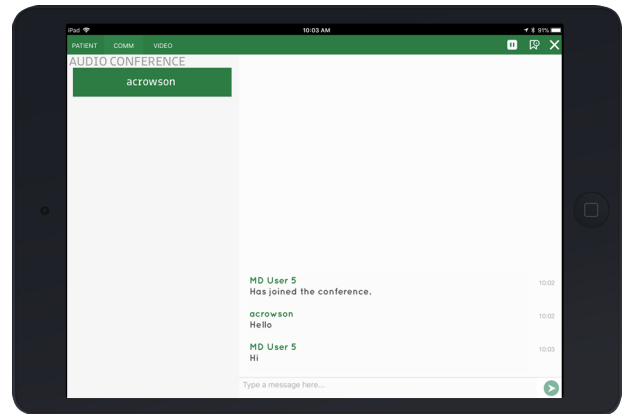 iPad 10:03 AM 91%
PATIENT COMM VIDEO
AUDIO CONFERENCE
acrowson
MD User 5
Has joined the conference. 10:02
acrowson
Hello 10:02
MD User 5
Hi 10:03
Type a message here...